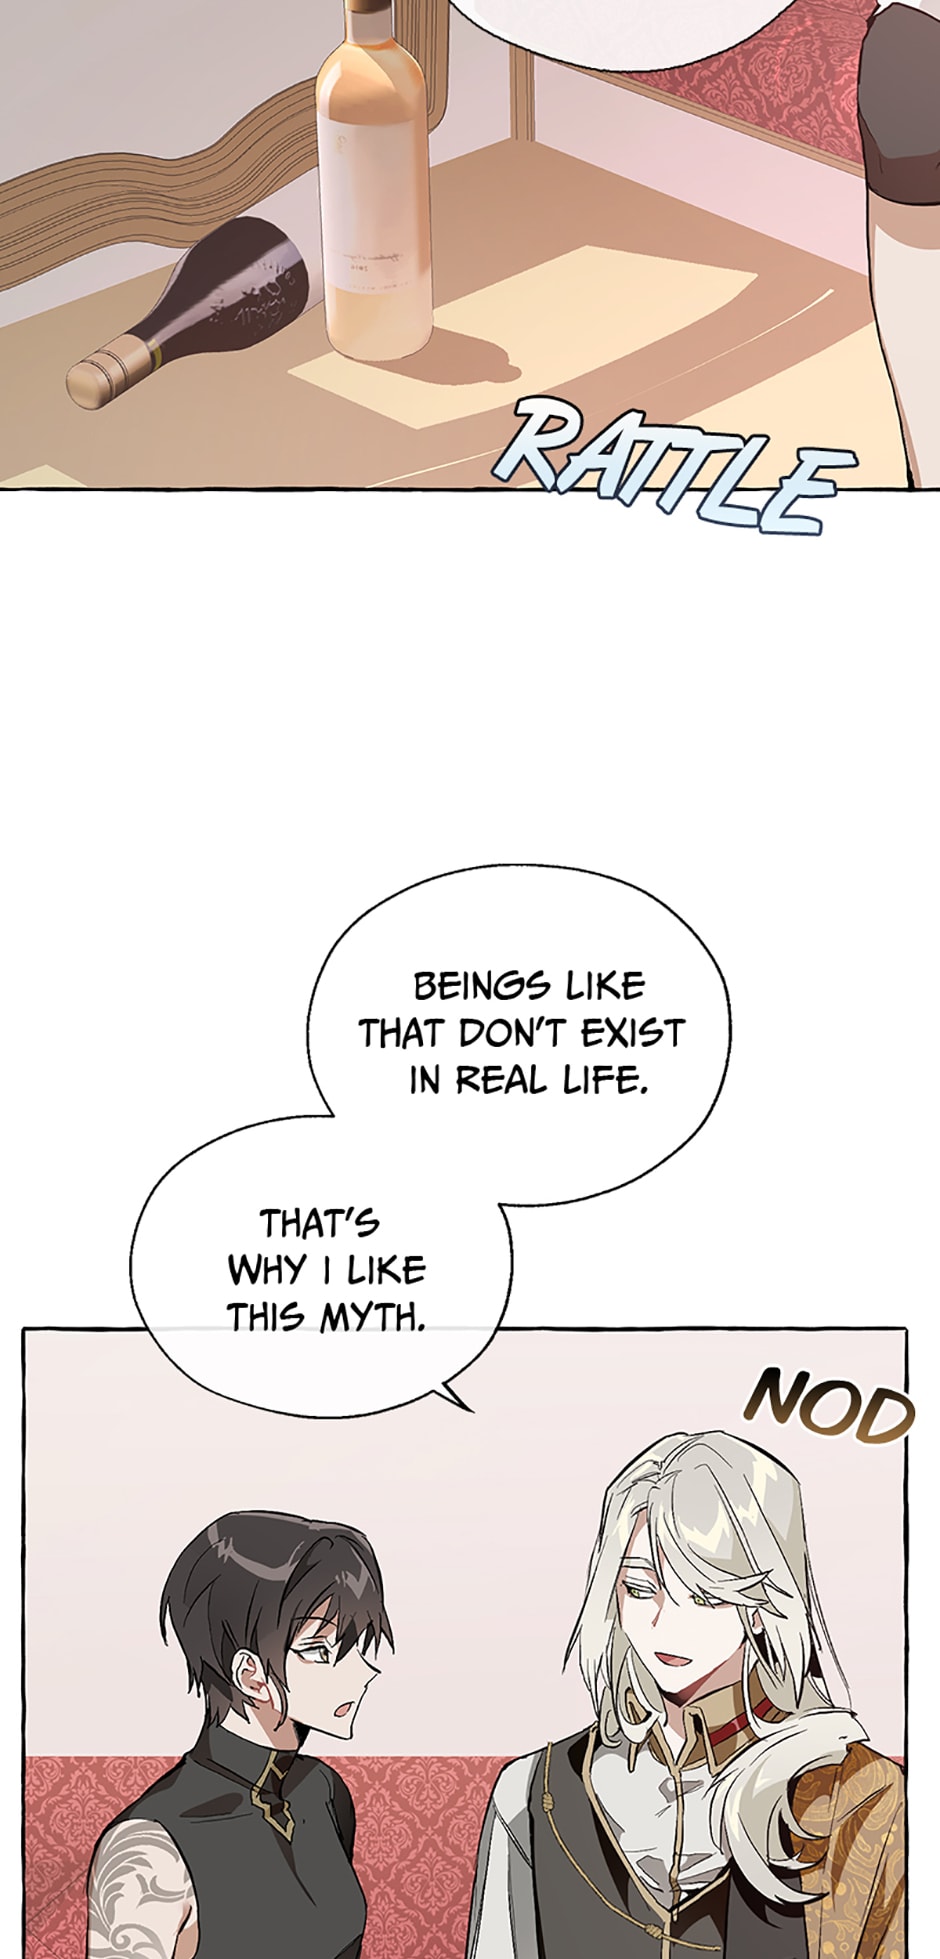 RATTLE
BEINGS LIKE
THAT DON'T EXIST
IN REAL LIFE.
THAT'S
WHY I LIKE
THIS MYTH.
NOD